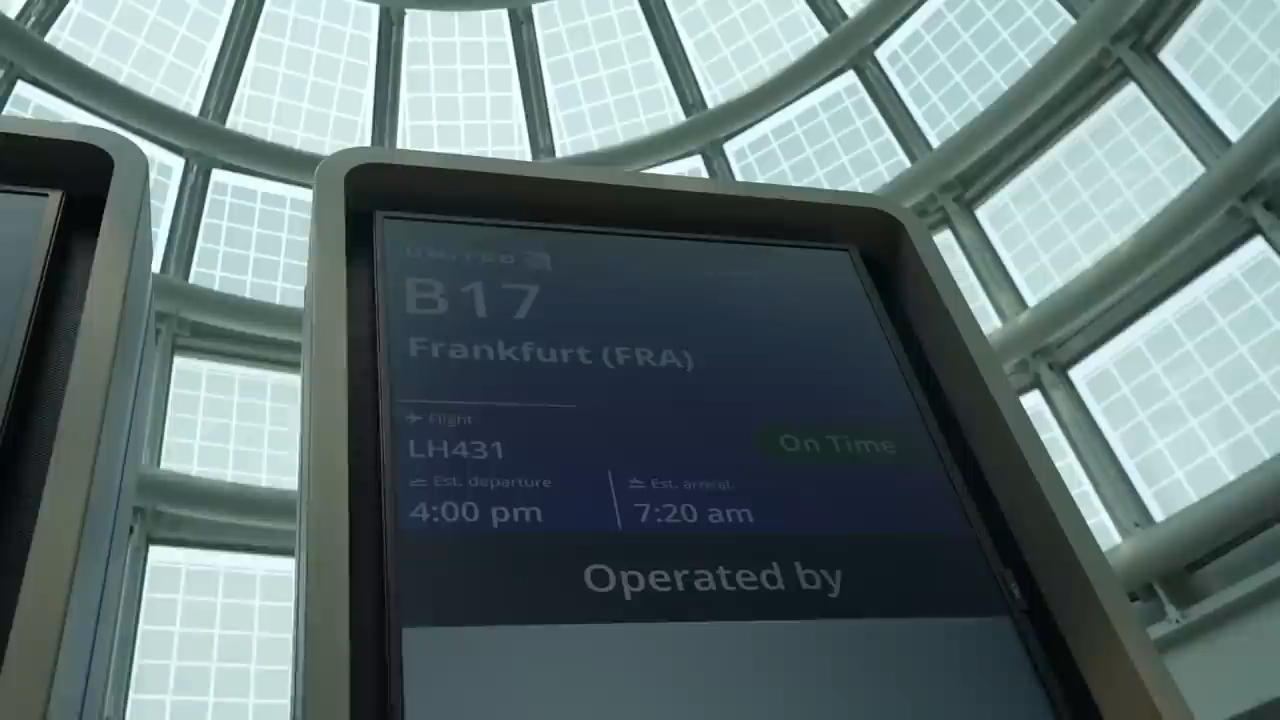 UNITED
B17
Frankfurt (FRA)
Flight
LH431
On Time
Est. departure
Est. arrival
4:00 pm
7:20 am
Operated by